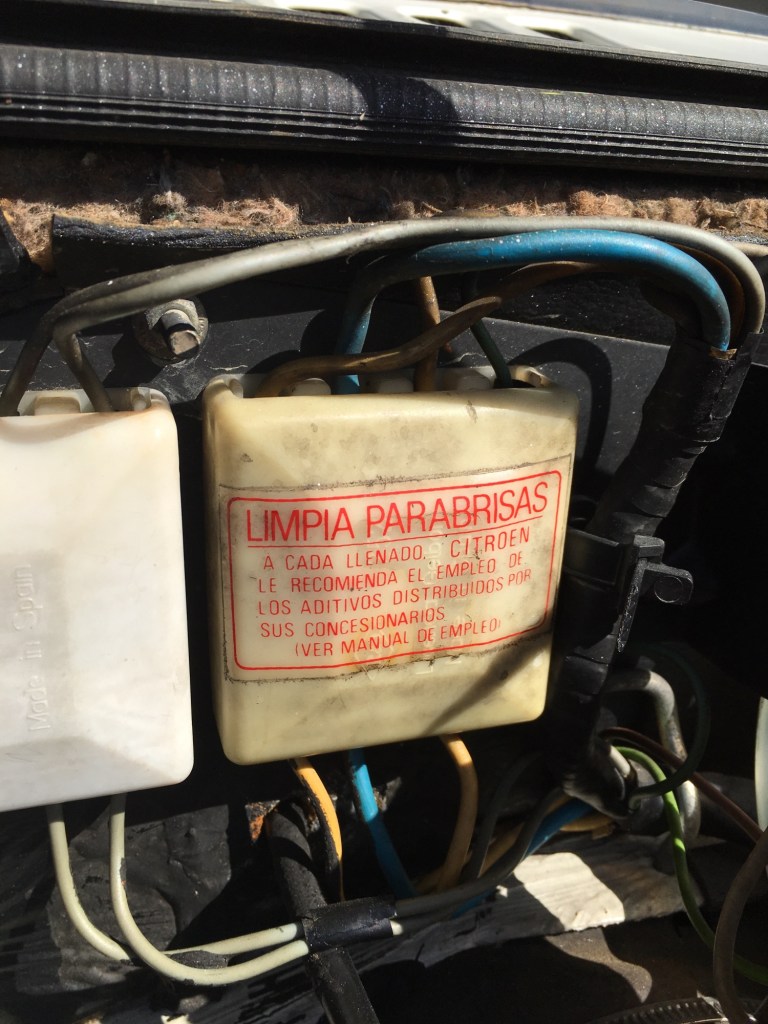 LIMPIA PARABRISAS
A CADA LLENADO, CITROEN
LE RECOMIENDA EL EMPLEO DE
LOS ADITIVOS DISTRIBUIDOS POR
SUS CONCESIONARIOS
(VER MANUAL DE EMPLEO)
Made in Spain